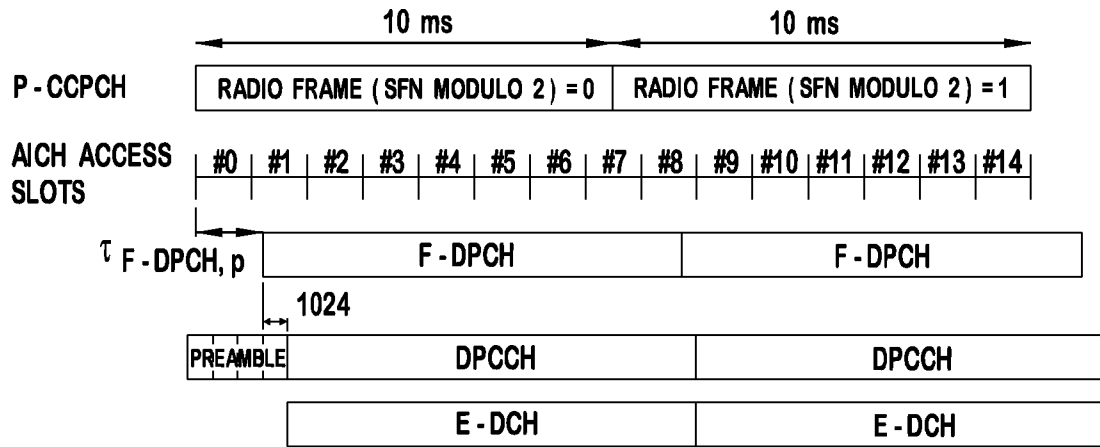 10 ms 10 ms
P-CCPCH RADIO FRAME (SFN MODULO 2) = 0 RADIO FRAME (SFN MODULO 2) = 1
AICH ACCESS SLOTS #0 #1 #2 #3 #4 #5 #6 #7 #8 #9 #10 #11 #12 #13 #14
τ F-DPCH, p F-DPCH F-DPCH
1024
PREAMBLE DPCCH DPCCH
E-DCH E-DCH